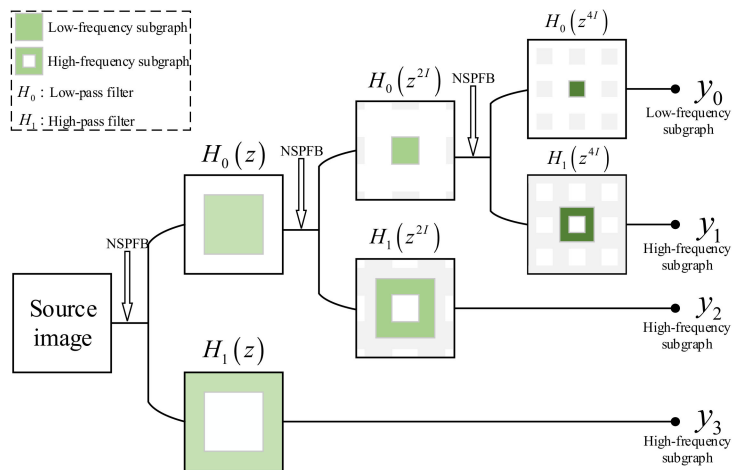 Low-frequency subgraph
High-frequency subgraph
H₀ : Low-pass filter
H₁ : High-pass filter
H₀(z⁴ᴵ)
y₀
Low-frequency
subgraph
NSPFB
H₀(z²ᴵ)
H₁(z⁴ᴵ)
NSPFB
H₀(z)
y₁
High-frequency
subgraph
NSPFB
H₁(z²ᴵ)
Source
image
y₂
High-frequency
subgraph
H₁(z)
y₃
High-frequency
subgraph